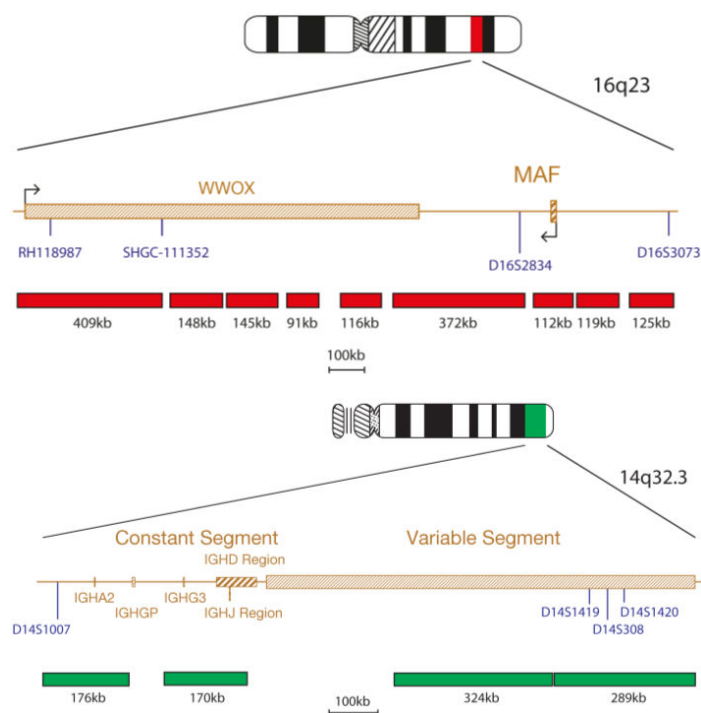 16q23
WWOX
MAF
RH118987
SHGC-111352
D16S2834
D16S3073
409kb 148kb 145kb 91kb 116kb 372kb 112kb 119kb 125kb
100kb
14q32.3
Constant Segment
Variable Segment
IGHD Region
IGHA2
IGHGP
IGHG3
IGHJ Region
D14S1007
D14S1419
D14S1420
D14S308
176kb 170kb 324kb 289kb
100kb